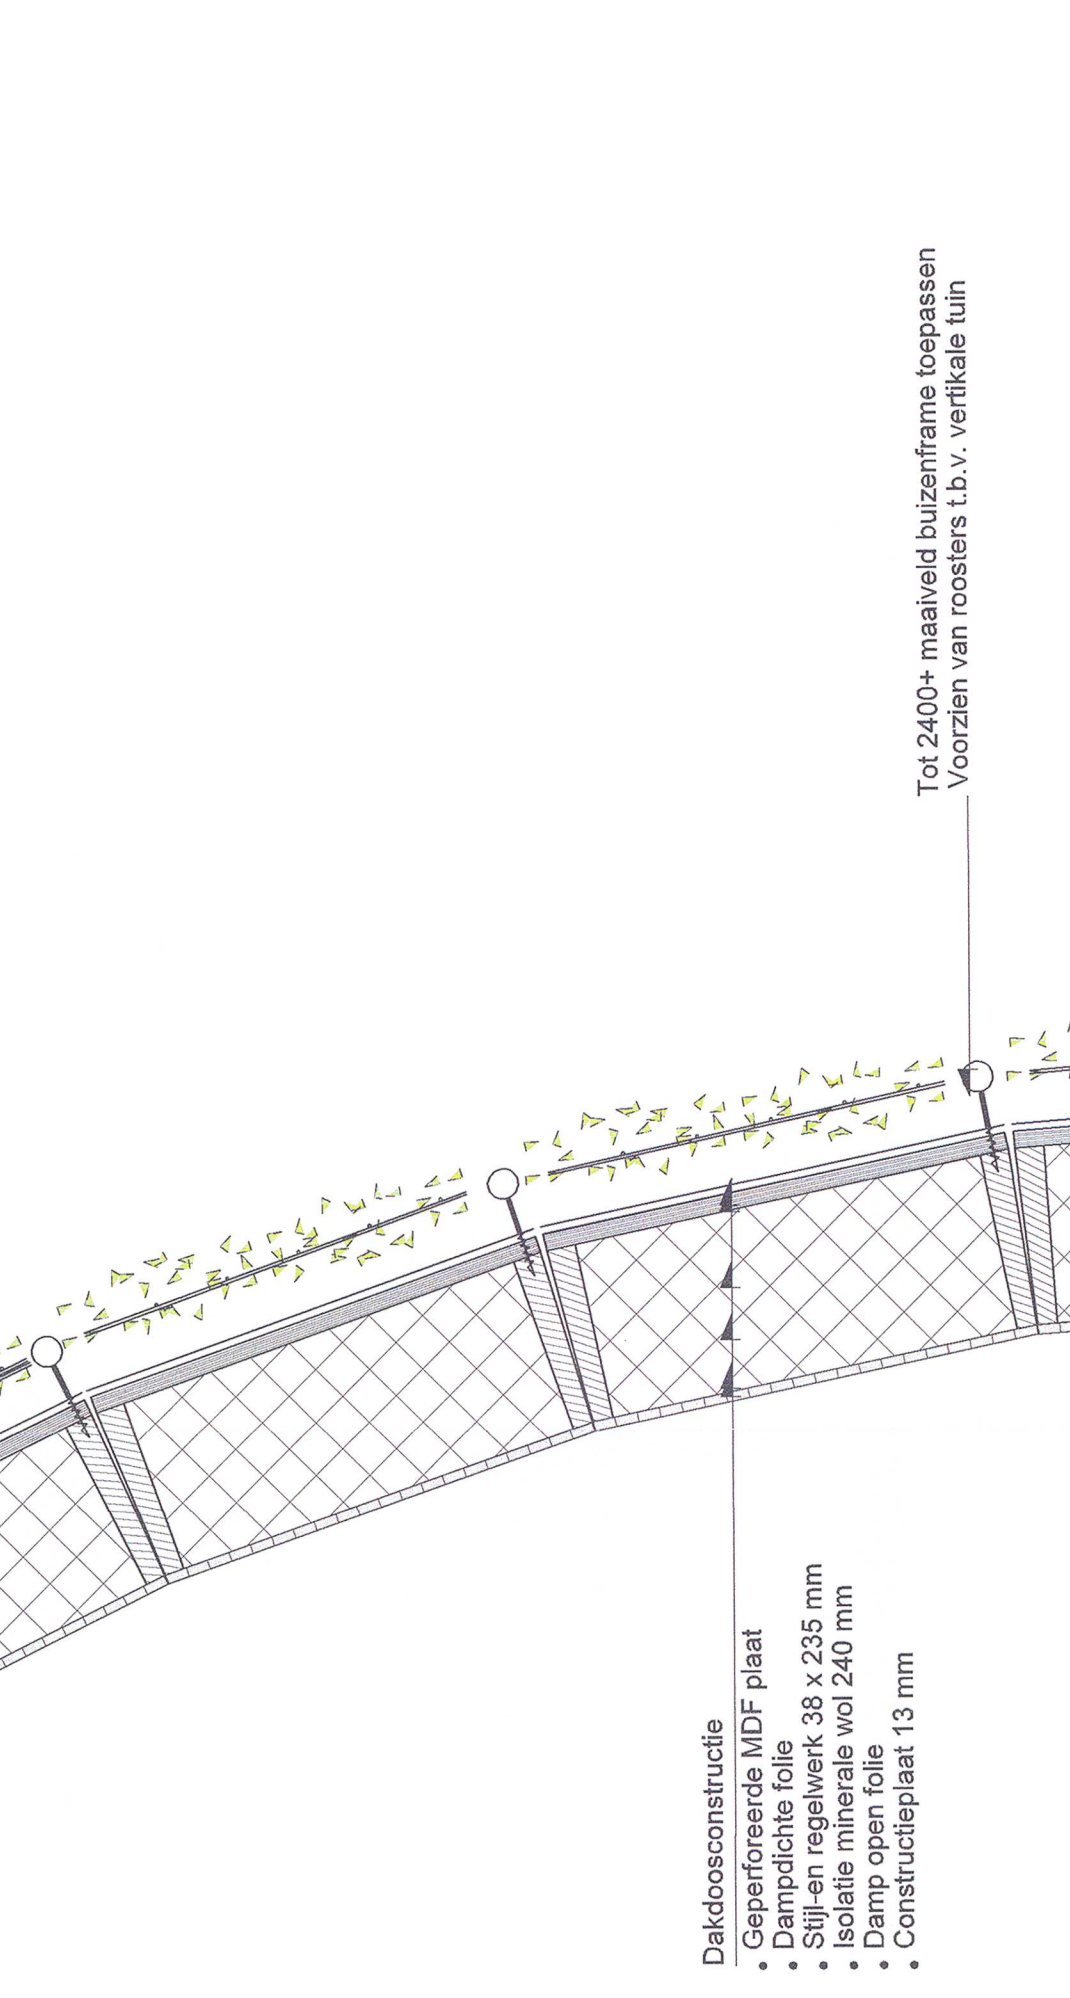 Tot 2400+ maaiveld buizenframe toepassen
Voorzien van roosters t.b.v. vertikale tuin
Dakdoosconstructie
• Geperforeerde MDF plaat
• Dampdichte folie
• Stijl-en regelwerk 38 x 235 mm
• Isolatie minerale wol 240 mm
• Damp open folie
• Constructieplaat 13 mm